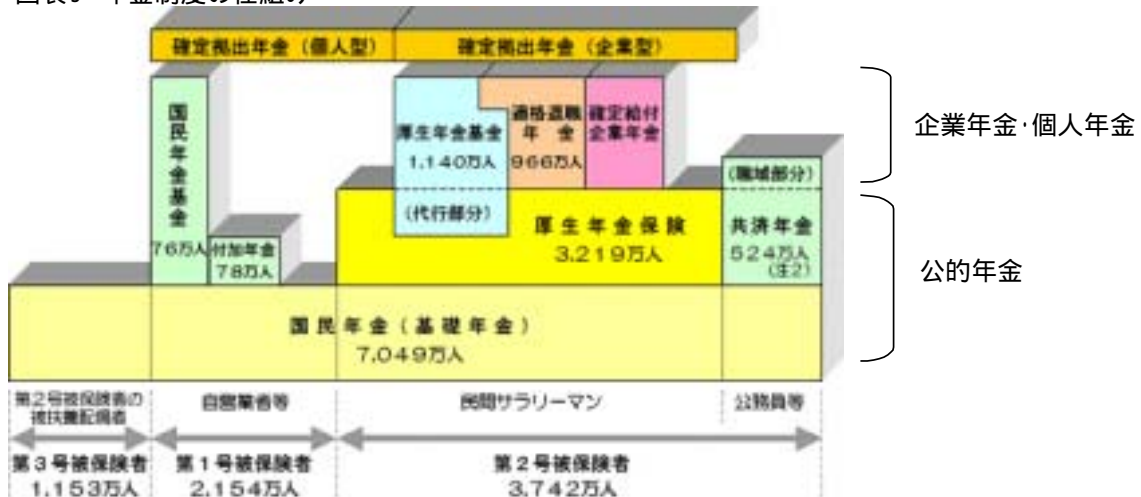 確定拠出年金（個人型）
確定拠出年金（企業型）
国民年金基金
76万人
付加年金
78万人
厚生年金基金
1,140万人
(代行部分)
適格退職
年　金
966万人
確定給付
企業年金
厚生年金保険
3,219万人
(職域部分)
共済年金
524万人
(注2)
企業年金・個人年金
公的年金
国民年金（基礎年金）
7,049万人
第2号被保険者の
被扶養配偶者
自営業者等
民間サラリーマン
公務員等
第3号被保険者
1,153万人
第1号被保険者
2,154万人
第2号被保険者
3,742万人